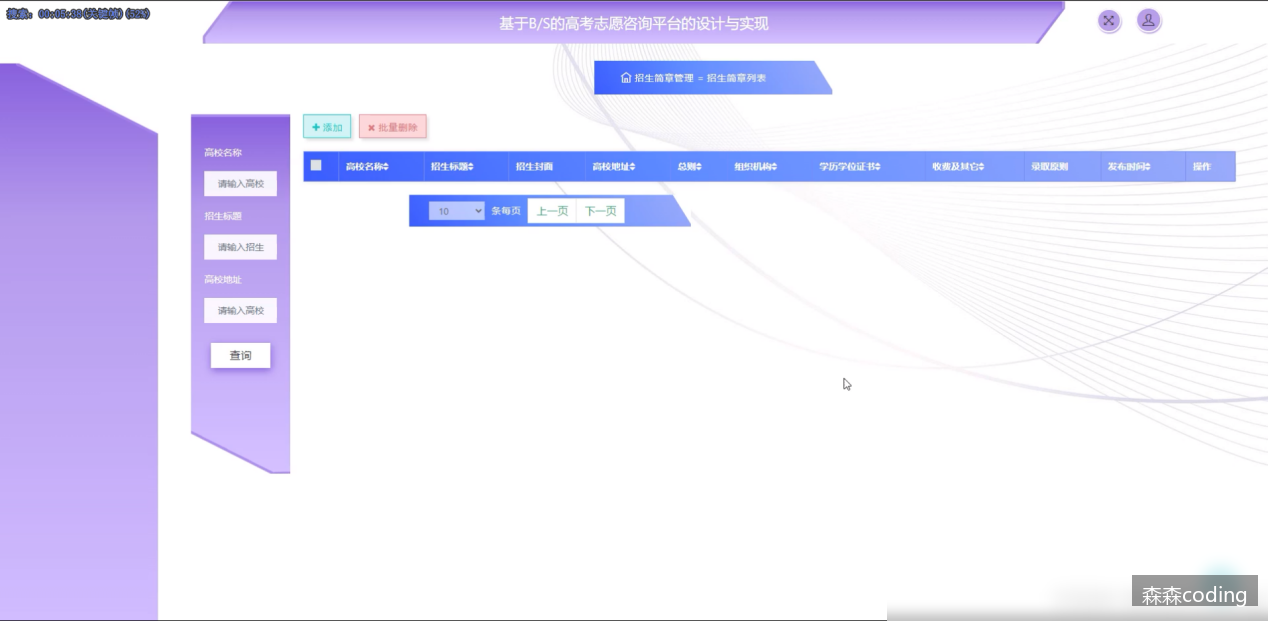 搜索: 00:05:39(关键帧)(52%)
基于B/S的高考志愿咨询平台的设计与实现
招生简章管理 = 招生简章列表
高校名称
请输入高校
招生标题
请输入招生
高校地址
请输入高校
查询
添加 批量删除
高校名称 招生标题 招生封面 高校地址 总则 组织机构 学历学位证书 收费及其它 录取原则 发布时间 操作
10 条每页 上一页 下一页
森森coding